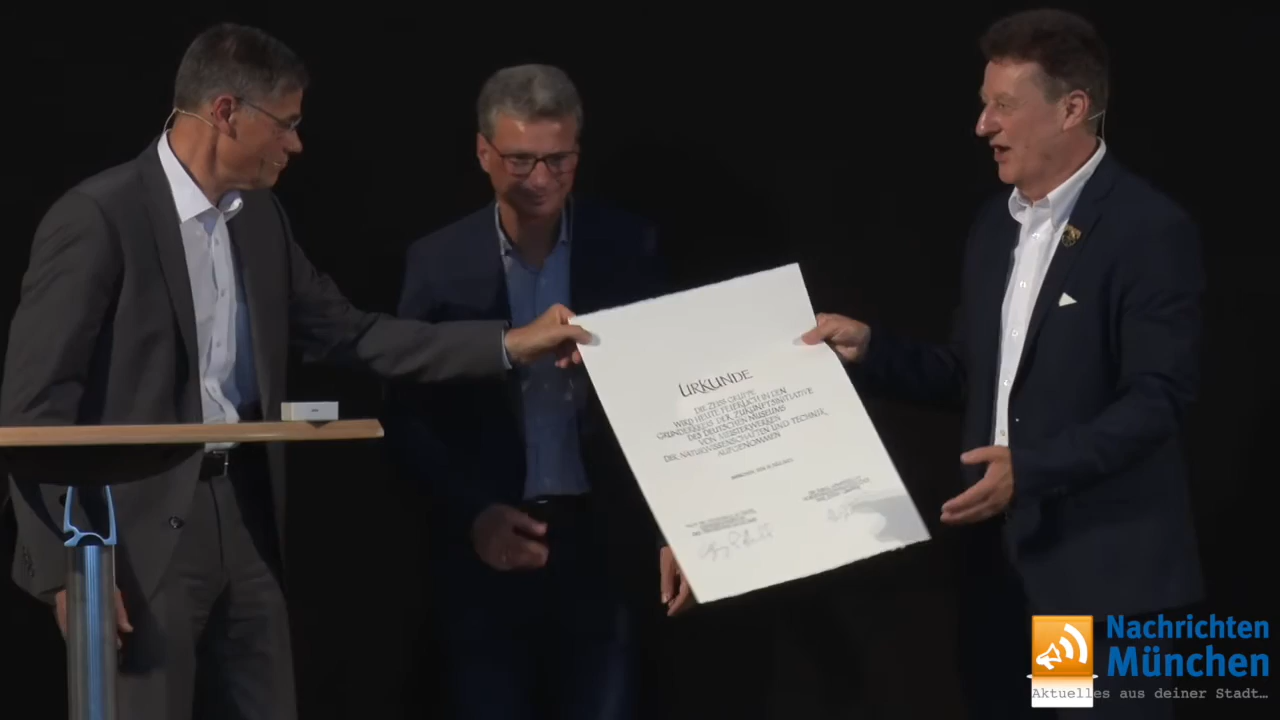 URKUNDE
DIE ZEISS GRUPPE
WIRD HEUTE FEIERLICH IN DEN
GRÜNDERKREIS DER ZUKUNFTSINITIATIVE
DES DEUTSCHEN MUSEUMS
VON MEISTERWERKEN
DER NATURWISSENSCHAFTEN UND TECHNIK
AUFGENOMMEN
Nachrichten
München
Aktuelles aus deiner Stadt...